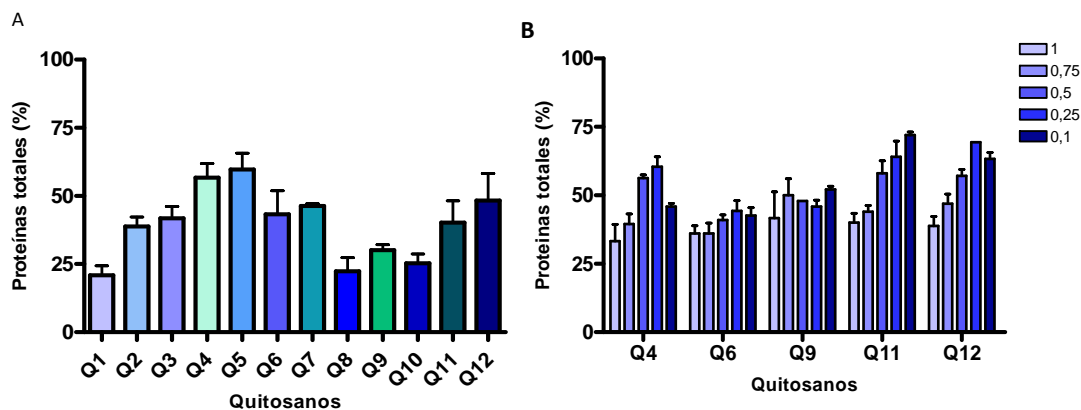 A
Proteínas totales (%)
100
75
50
25
0
Q1 Q2 Q3 Q4 Q5 Q6 Q7 Q8 Q9 Q10 Q11 Q12
Quitosanos
B
Proteínas totales (%)
100
75
50
25
0
Q4 Q6 Q9 Q11 Q12
Quitosanos
1
0,75
0,5
0,25
0,1